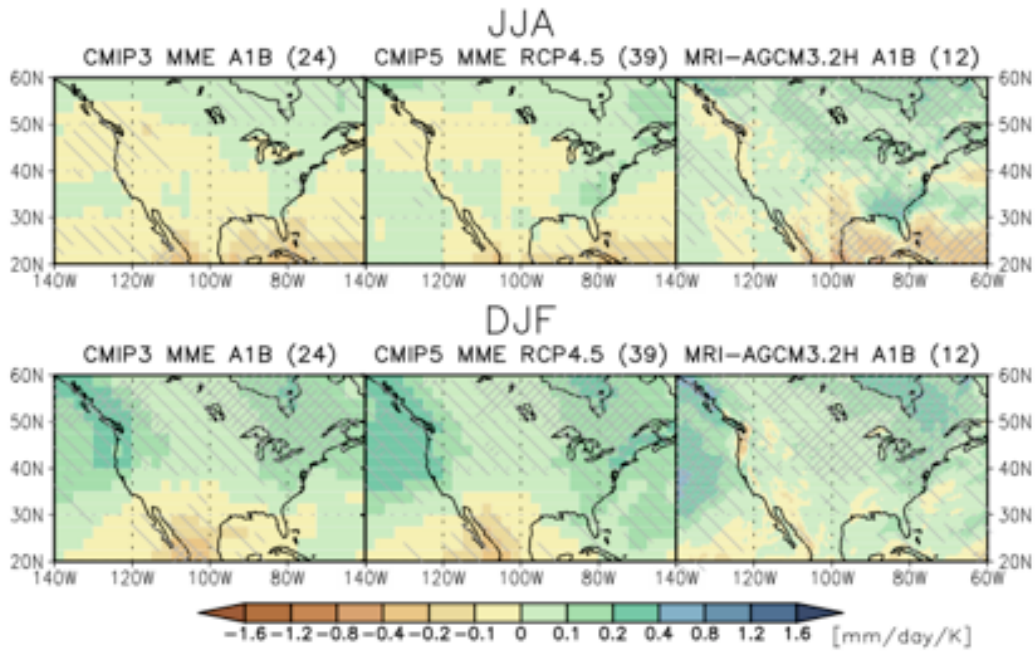 JJA
CMIP3 MME A1B (24) CMIP5 MME RCP4.5 (39) MRI-AGCM3.2H A1B (12)
60N 60N
50N 50N
40N 40N
30N 30N
20N 20N
140W 120W 100W 80W 140W 120W 100W 80W 140W 120W 100W 80W 60W
DJF
CMIP3 MME A1B (24) CMIP5 MME RCP4.5 (39) MRI-AGCM3.2H A1B (12)
60N 60N
50N 50N
40N 40N
30N 30N
20N 20N
140W 120W 100W 80W 140W 120W 100W 80W 140W 120W 100W 80W 60W
-1.6 -1.2 -0.8 -0.4 -0.2 -0.1 0 0.1 0.2 0.4 0.8 1.2 1.6 [mm/day/K]